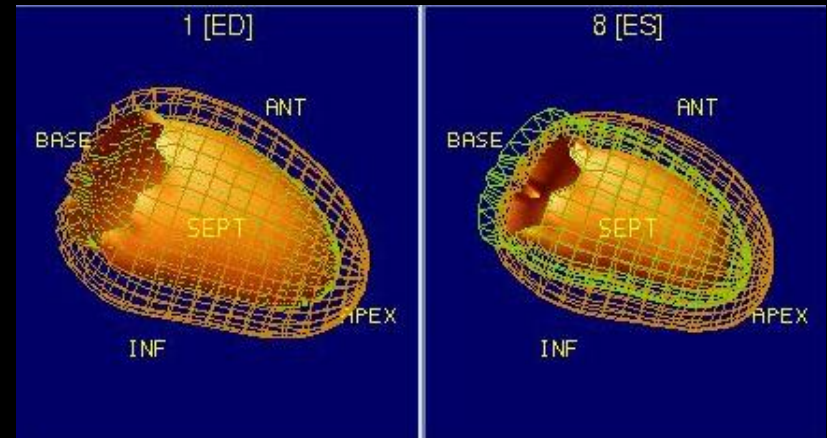 1 [ED]
ANT
BASE
SEPT
APEX
INF
8 [ES]
ANT
BASE
SEPT
APEX
INF